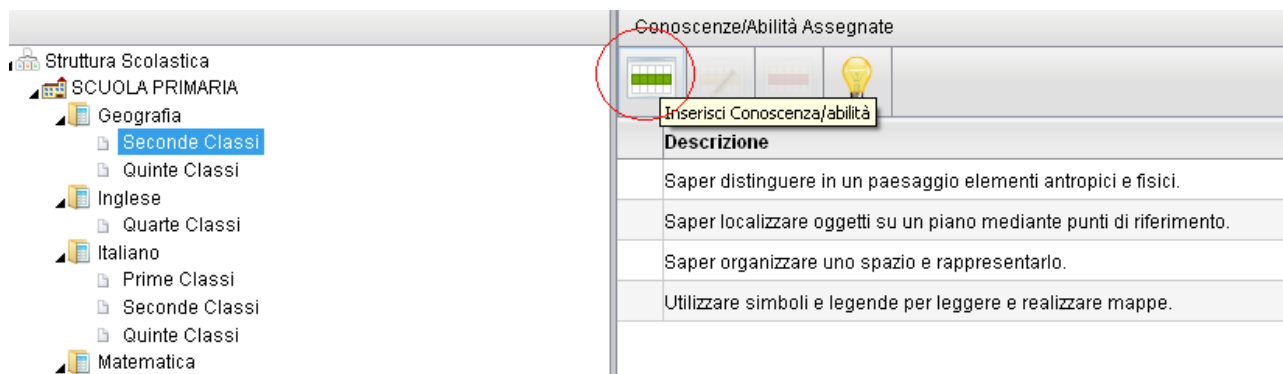 Struttura Scolastica
SCUOLA PRIMARIA
Geografia
Seconde Classi
Quinte Classi
Inglese
Quarte Classi
Italiano
Prime Classi
Seconde Classi
Quinte Classi
Matematica
Conoscenze/Abilità Assegnate
Inserisci Conoscenza/abilità
Descrizione
Saper distinguere in un paesaggio elementi antropici e fisici.
Saper localizzare oggetti su un piano mediante punti di riferimento.
Saper organizzare uno spazio e rappresentarlo.
Utilizzare simboli e legende per leggere e realizzare mappe.